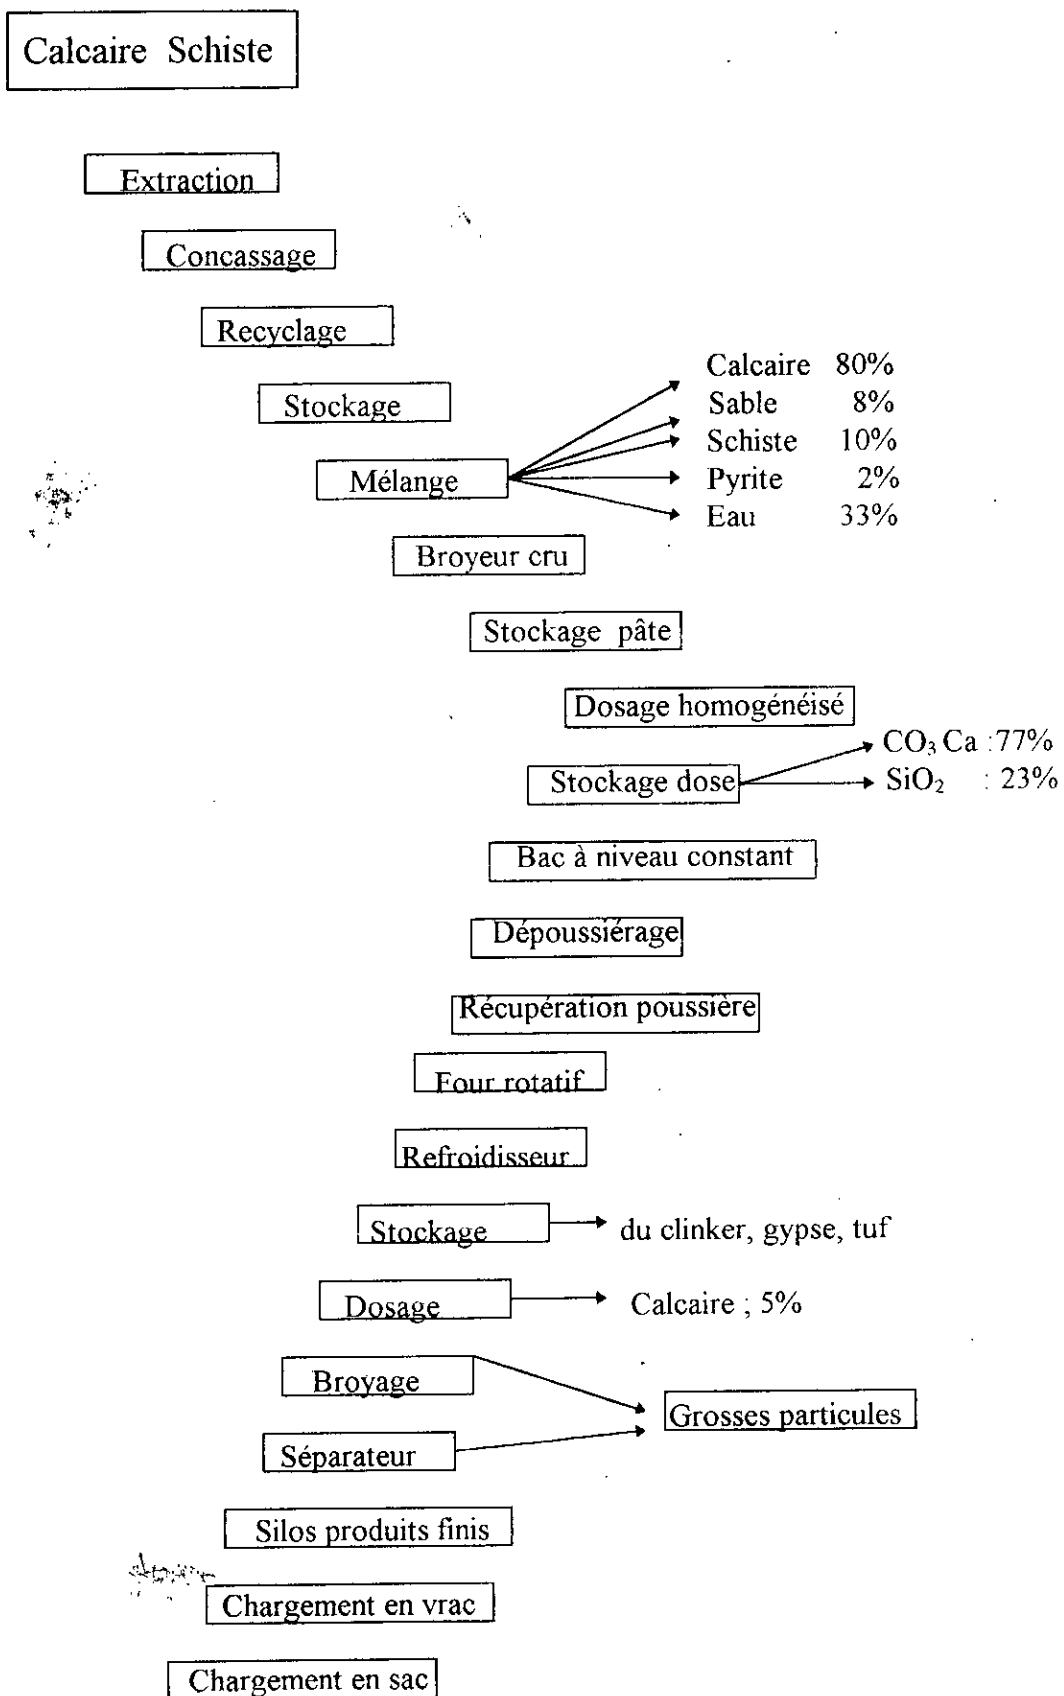 Calcaire Schiste
Extraction
Concassage
Recyclage
Stockage
Mélange
Calcaire 80%
Sable 8%
Schiste 10%
Pyrite 2%
Eau 33%
Broyeur cru
Stockage pâte
Dosage homogénéisé
Stockage dose
CO₃ Ca :77%
SiO₂ : 23%
Bac à niveau constant
Dépoussiérage
Récupération poussière
Four rotatif
Refroidisseur
Stockage
du clinker, gypse, tuf
Dosage
Calcaire ; 5%
Broyage
Grosses particules
Séparateur
Silos produits finis
Chargement en vrac
Chargement en sac